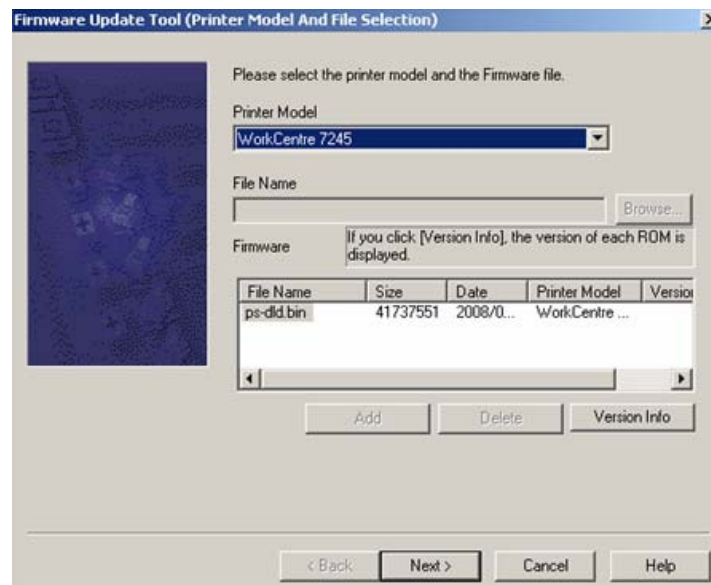 Firmware Update Tool (Printer Model And File Selection)
Please select the printer model and the Firmware file.
Printer Model
WorkCentre 7245
File Name
Browse...
Firmware
If you click [Version Info], the version of each ROM is
displayed.
File Name Size Date Printer Model Version
ps-dld.bin 41737551 2008/0... WorkCentre ...
Add Delete Version Info
< Back Next > Cancel Help